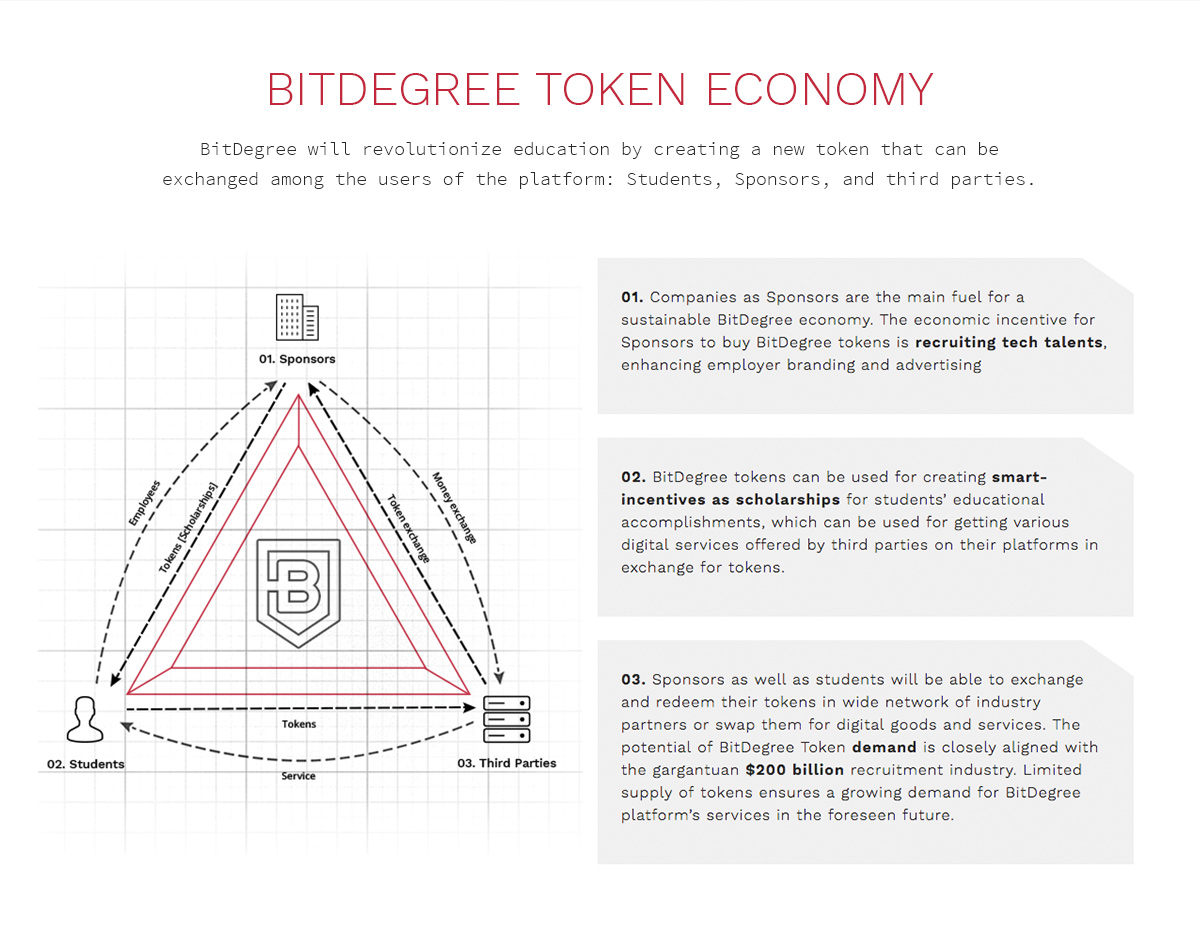 BITDEGREE TOKEN ECONOMY
BitDegree will revolutionize education by creating a new token that can be
exchanged among the users of the platform: Students, Sponsors, and third parties.
01. Sponsors
Employees
Tokens [Scholarships]
Token exchange
Money exchange
B
Tokens
02. Students
03. Third Parties
Service
01. Companies as Sponsors are the main fuel for a
sustainable BitDegree economy. The economic incentive for
Sponsors to buy BitDegree tokens is recruiting tech talents,
enhancing employer branding and advertising
02. BitDegree tokens can be used for creating smart-
incentives as scholarships for students’ educational
accomplishments, which can be used for getting various
digital services offered by third parties on their platforms in
exchange for tokens.
03. Sponsors as well as students will be able to exchange
and redeem their tokens in wide network of industry
partners or swap them for digital goods and services. The
potential of BitDegree Token demand is closely aligned with
the gargantuan $200 billion recruitment industry. Limited
supply of tokens ensures a growing demand for BitDegree
platform’s services in the foreseen future.